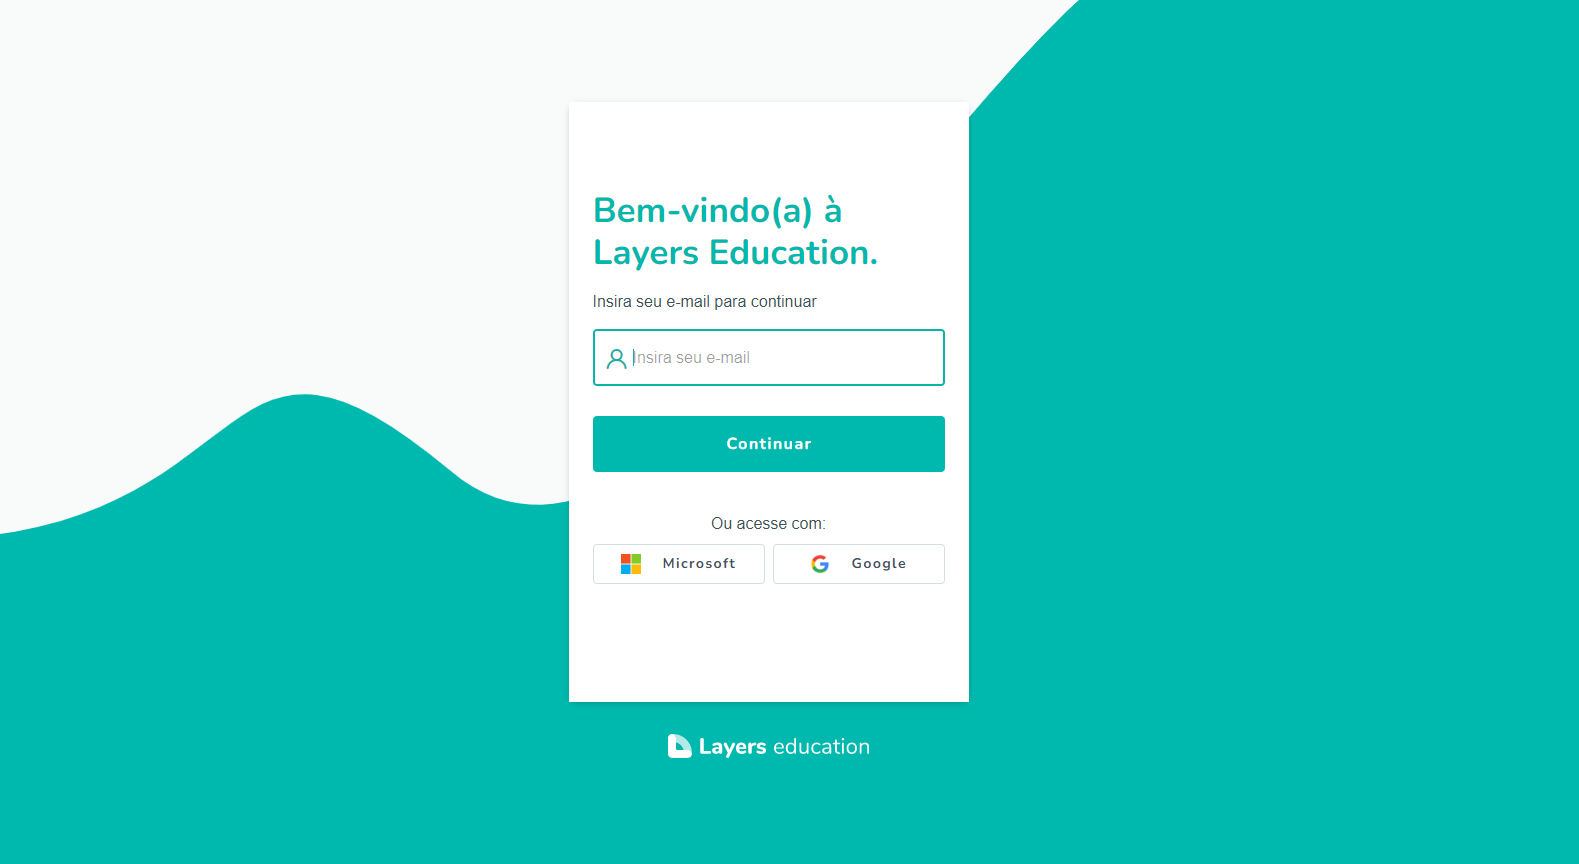 Bem-vindo(a) à
Layers Education.
Insira seu e-mail para continuar
Insira seu e-mail
Continuar
Ou acesse com:
Microsoft
Google
Layers education